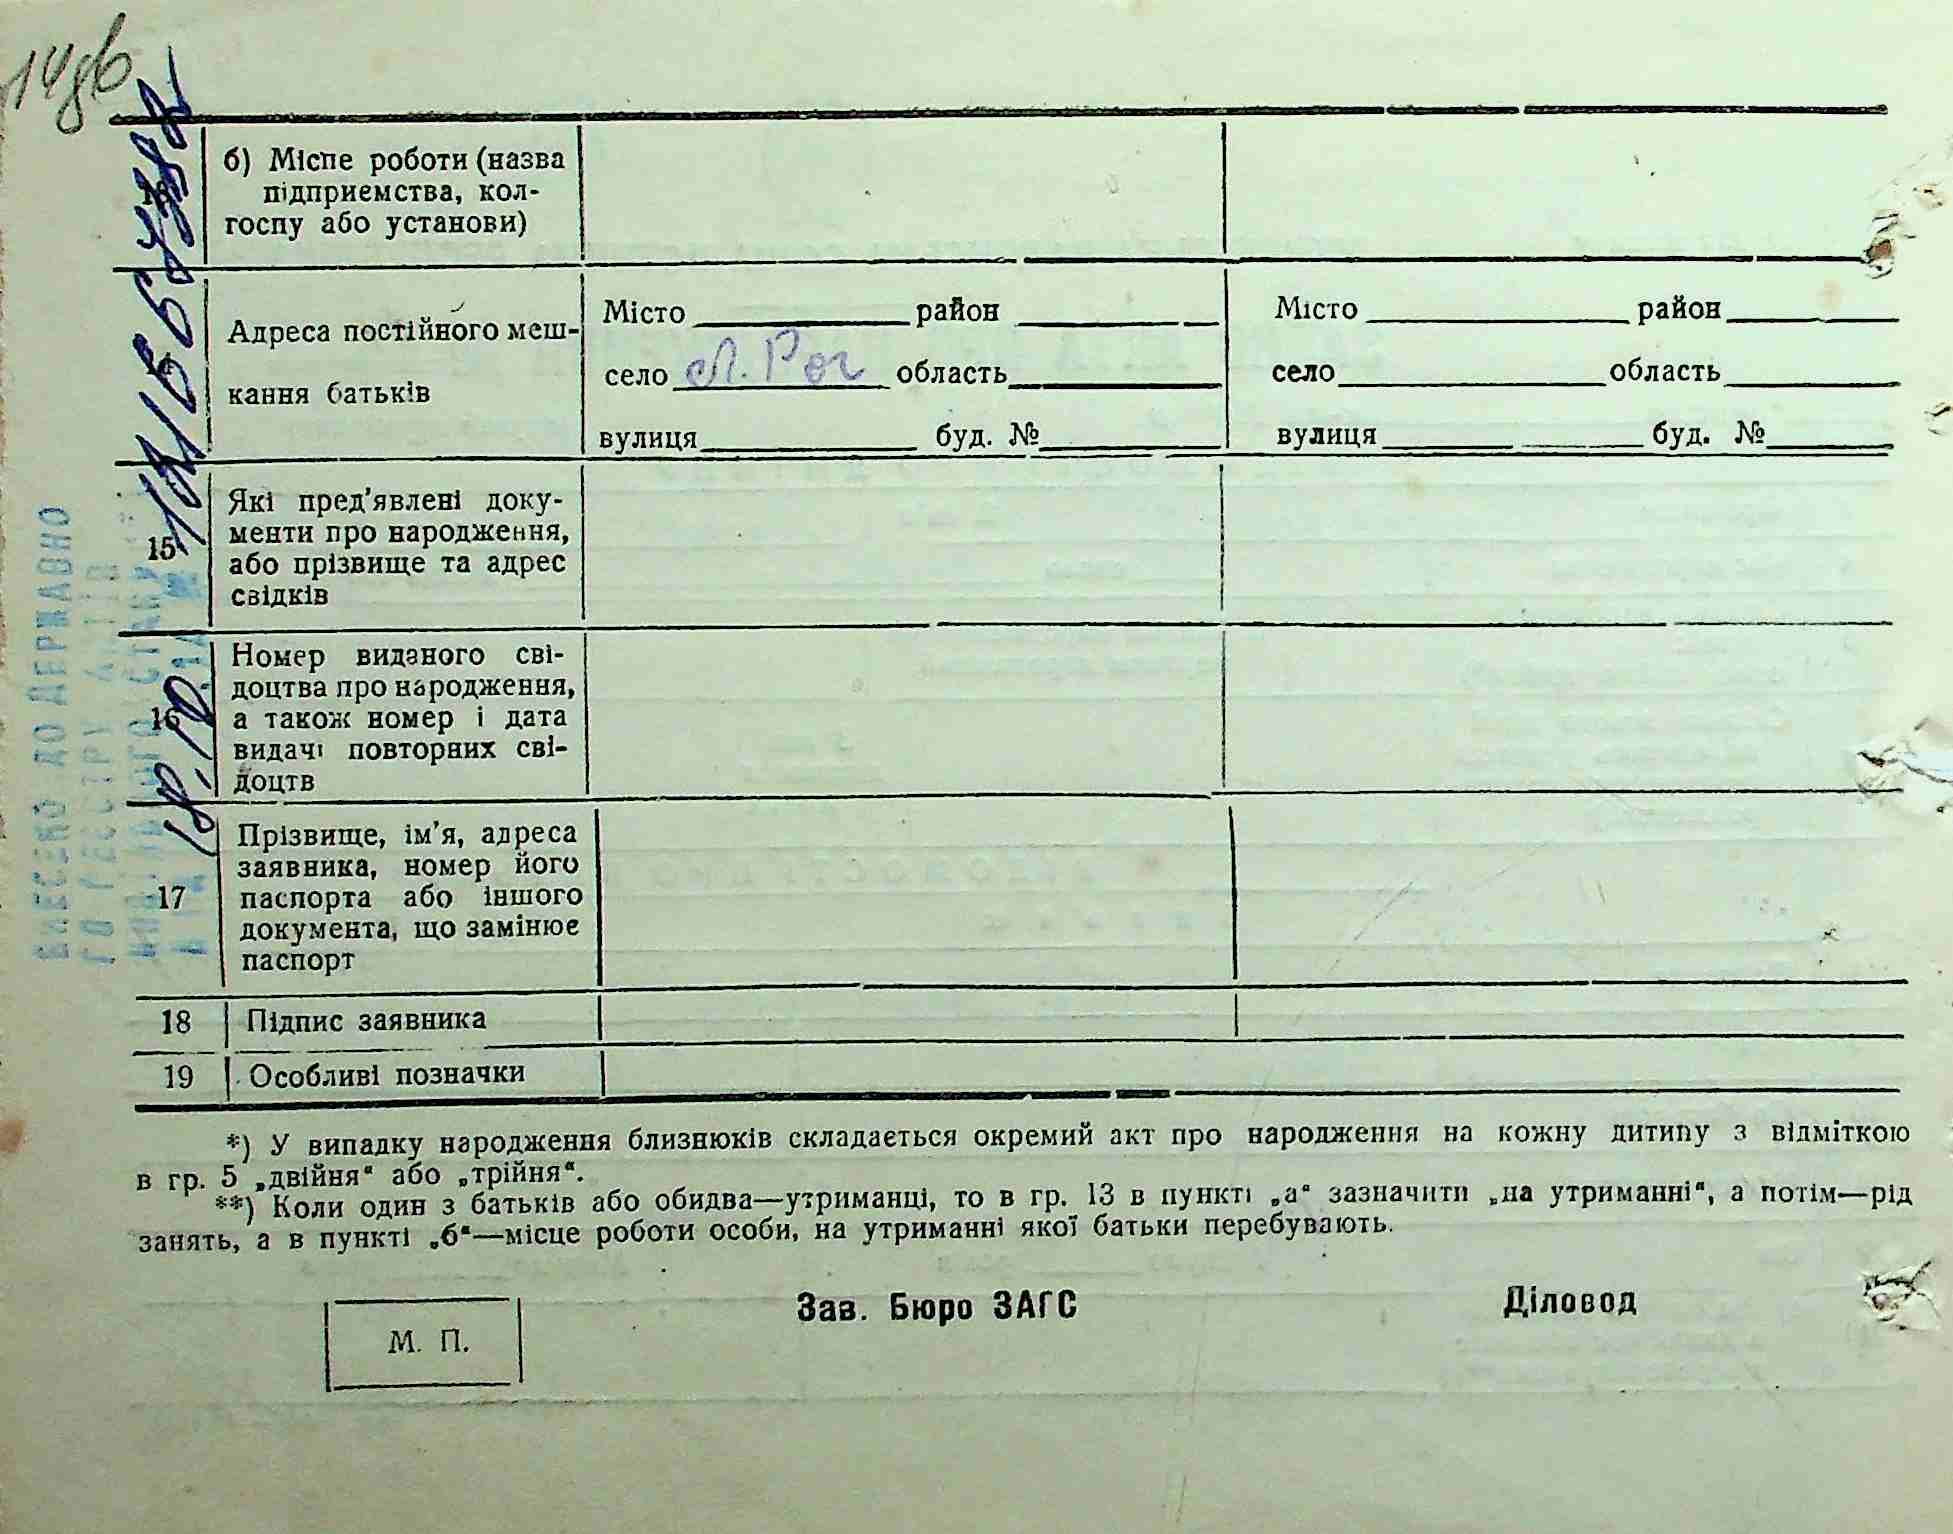 б) Місце роботи (назва
підприємства, кол-
госпу або установи)
Адреса постійного меш-
кання батьків
Місто район
село Л. Рог область
вулиця буд. №
Місто район
село область
вулиця буд. №
15
Які пред'явлені доку-
менти про народження,
або прізвище та адрес
свідків
16
Номер виданого сві-
доцтва про народження,
а також номер і дата
видачі повторних сві-
доцтв
17
Прізвище, ім'я, адреса
заявника, номер його
паспорта або іншого
документа, що замінює
паспорт
18 Підпис заявника
19 Особливі позначки
*) У випадку народження близнюків складається окремий акт про народження на кожну дитину з відміткою
в гр. 5 „двійня“ або „трійня“.
**) Коли один з батьків або обидва—утриманці, то в гр. 13 в пункті „а“ зазначити „на утриманні“, а потім—рід
занять, а в пункті „б“—місце роботи особи, на утриманні якої батьки перебувають.
Зав. Бюро ЗАГС
Діловод
М. П.
ВНЕСЕНО ДО ДЕРЖАВНО
ГО РЕЄСТРУ АКТІВ